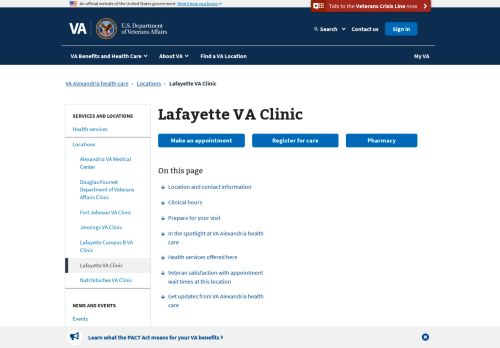 An official website of the United States government Here's how you know
Talk to the Veterans Crisis Line now
VA
U.S. Department
of Veterans Affairs
Search
Contact us
Sign in
VA Benefits and Health Care
About VA
Find a VA Location
My VA
VA Alexandria health care › Locations › Lafayette VA Clinic
SERVICES AND LOCATIONS
Health services
Locations
Alexandria VA Medical
Center
Douglas Fournet
Department of Veterans
Affairs Clinic
Fort Johnson VA Clinic
Jennings VA Clinic
Lafayette Campus B VA
Clinic
Lafayette VA Clinic
Natchitoches VA Clinic
NEWS AND EVENTS
Events
Lafayette VA Clinic
Make an appointment
Register for care
Pharmacy
On this page
Location and contact information
Clinical hours
Prepare for your visit
In the spotlight at VA Alexandria health
care
Health services offered here
Veteran satisfaction with appointment
wait times at this location
Get updates from VA Alexandria health
care
Learn what the PACT Act means for your VA benefits